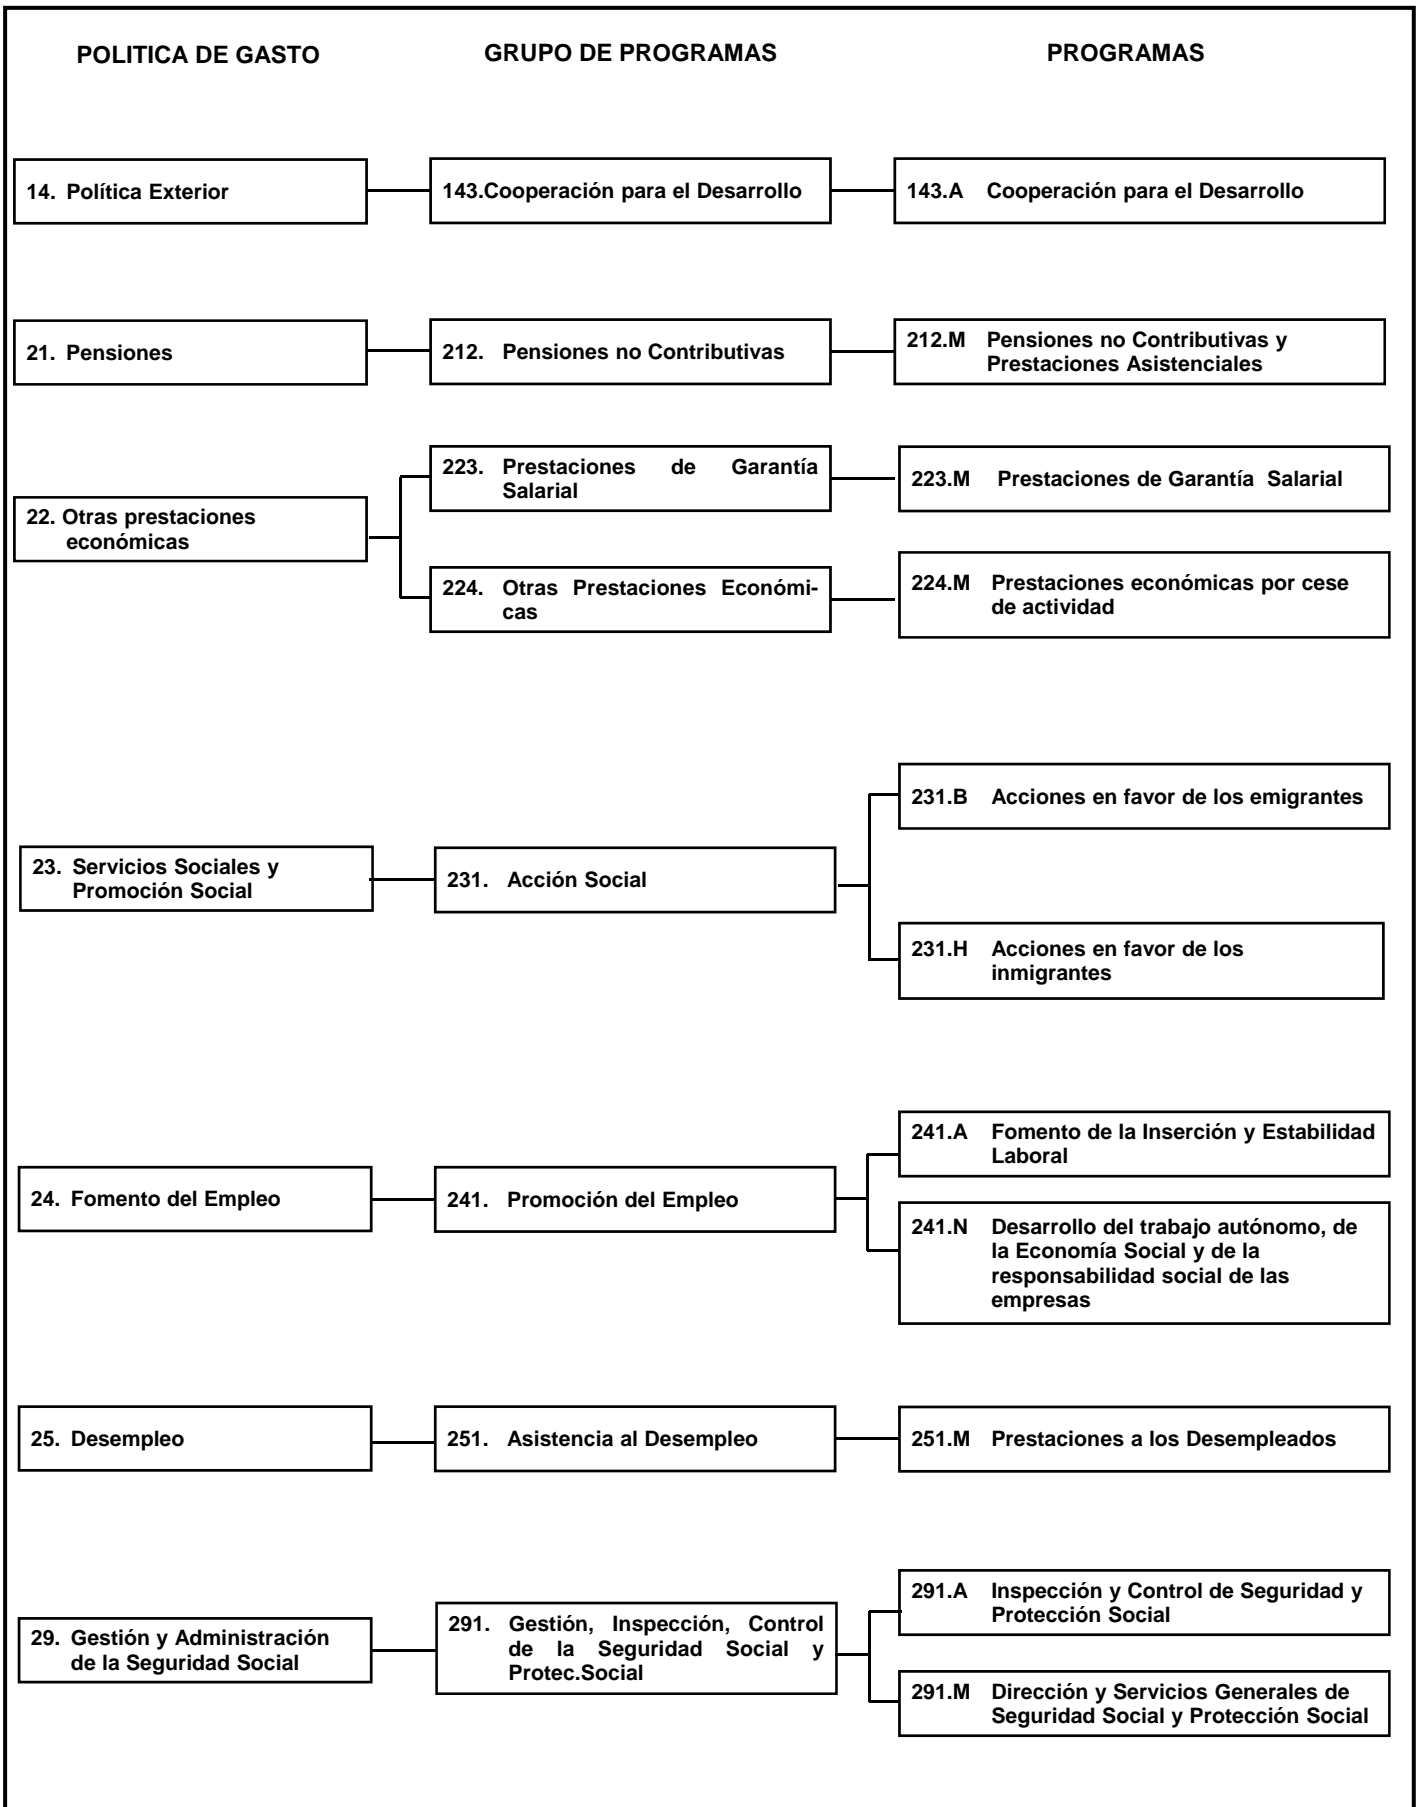 POLITICA DE GASTO
GRUPO DE PROGRAMAS
PROGRAMAS
14. Política Exterior
143.Cooperación para el Desarrollo
143.A Cooperación para el Desarrollo
21. Pensiones
212. Pensiones no Contributivas
212.M Pensiones no Contributivas y
Prestaciones Asistenciales
22. Otras prestaciones
económicas
223. Prestaciones de Garantía
Salarial
223.M Prestaciones de Garantía Salarial
224. Otras Prestaciones Económi-
cas
224.M Prestaciones económicas por cese
de actividad
23. Servicios Sociales y
Promoción Social
231. Acción Social
231.B Acciones en favor de los emigrantes
231.H Acciones en favor de los
inmigrantes
24. Fomento del Empleo
241. Promoción del Empleo
241.A Fomento de la Inserción y Estabilidad
Laboral
241.N Desarrollo del trabajo autónomo, de
la Economía Social y de la
responsabilidad social de las
empresas
25. Desempleo
251. Asistencia al Desempleo
251.M Prestaciones a los Desempleados
29. Gestión y Administración
de la Seguridad Social
291. Gestión, Inspección, Control
de la Seguridad Social y
Protec.Social
291.A Inspección y Control de Seguridad y
Protección Social
291.M Dirección y Servicios Generales de
Seguridad Social y Protección Social